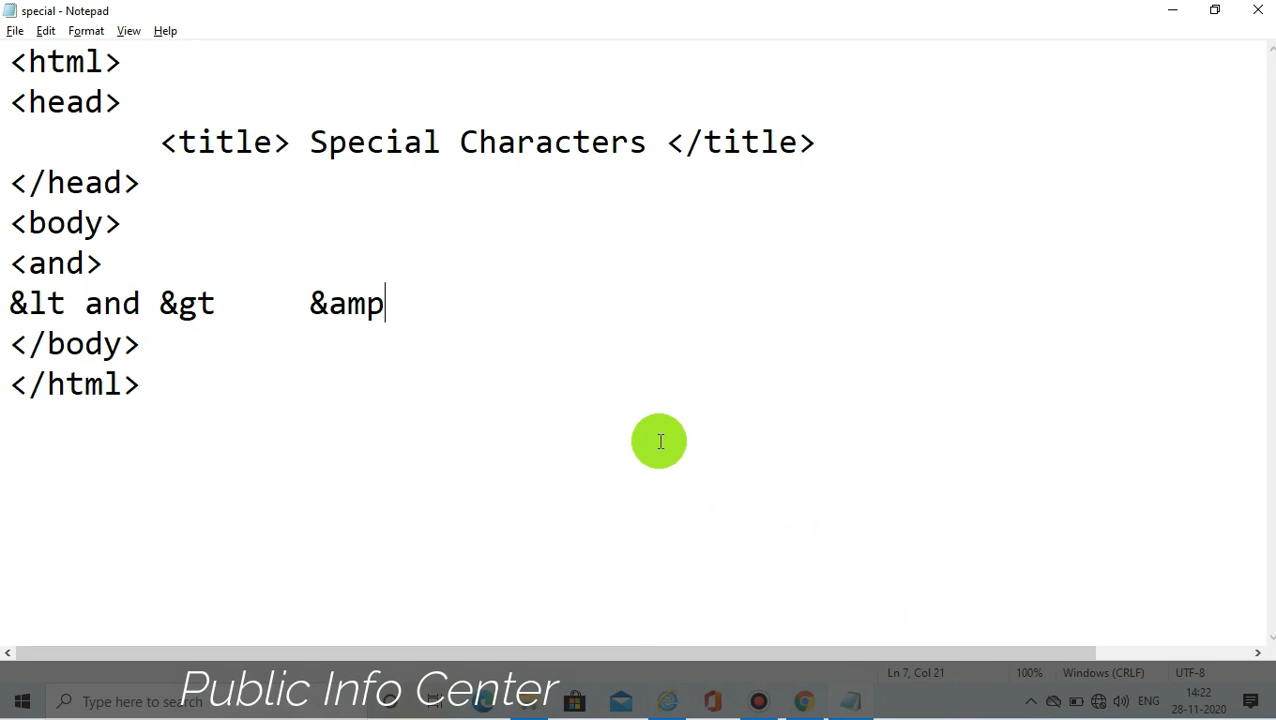 special - Notepad
File Edit Format View Help
<html>
<head>
<title> Special Characters </title>
</head>
<body>
<and>
&lt and &gt &amp
</body>
</html>
Ln 7, Col 21 100% Windows (CRLF) UTF-8
Type here to search
Public Info Center
ENG
14:22
28-11-2020